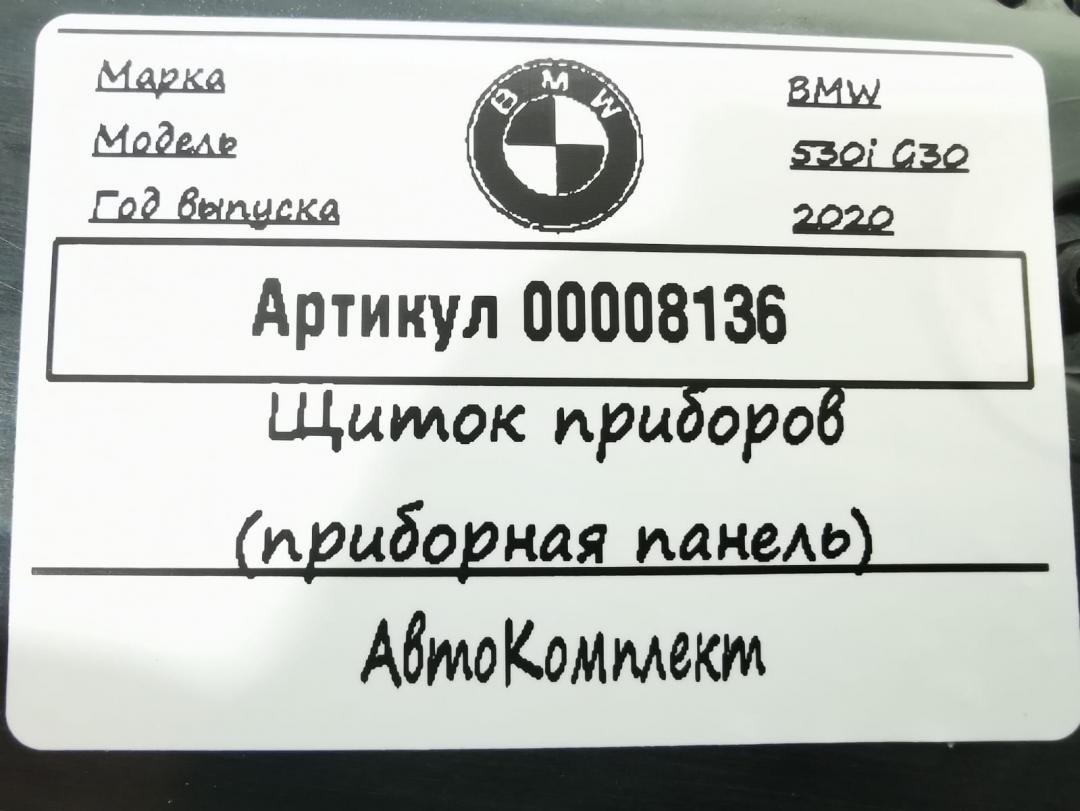 Марка BMW BMW
Модель 530i G30
Год выпуска 2020
Артикул 00008136
Щиток приборов
(приборная панель)
АвтоКомплект